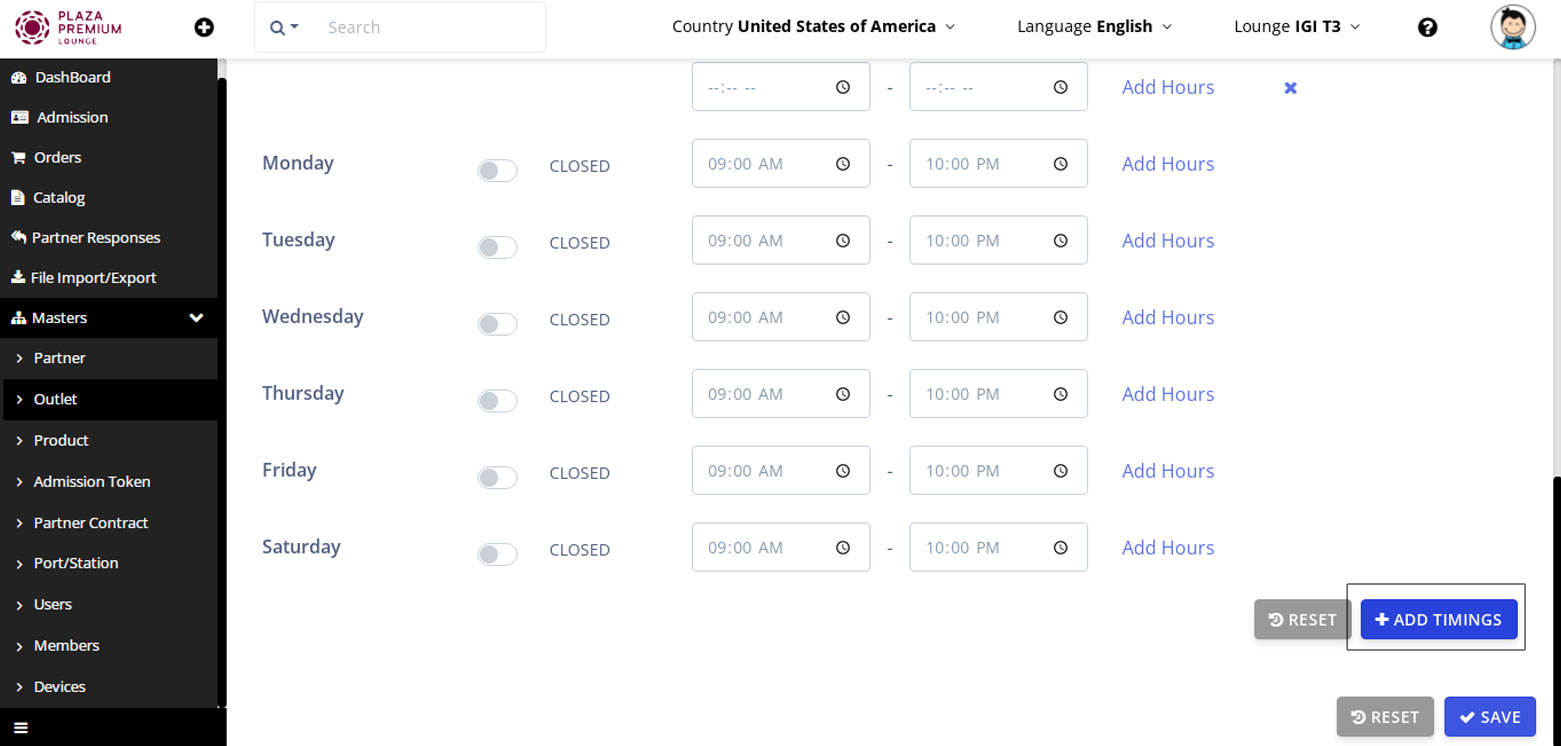 PLAZA
PREMIUM
LOUNGE
Search
Country United States of America
Language English
Lounge IGI T3
DashBoard
Admission
Orders
Catalog
Partner Responses
File Import/Export
Masters
Partner
Outlet
Product
Admission Token
Partner Contract
Port/Station
Users
Members
Devices
--:-- -- - --:-- -- Add Hours
Monday CLOSED 09:00 AM - 10:00 PM Add Hours
Tuesday CLOSED 09:00 AM - 10:00 PM Add Hours
Wednesday CLOSED 09:00 AM - 10:00 PM Add Hours
Thursday CLOSED 09:00 AM - 10:00 PM Add Hours
Friday CLOSED 09:00 AM - 10:00 PM Add Hours
Saturday CLOSED 09:00 AM - 10:00 PM Add Hours
RESET ADD TIMINGS
RESET SAVE